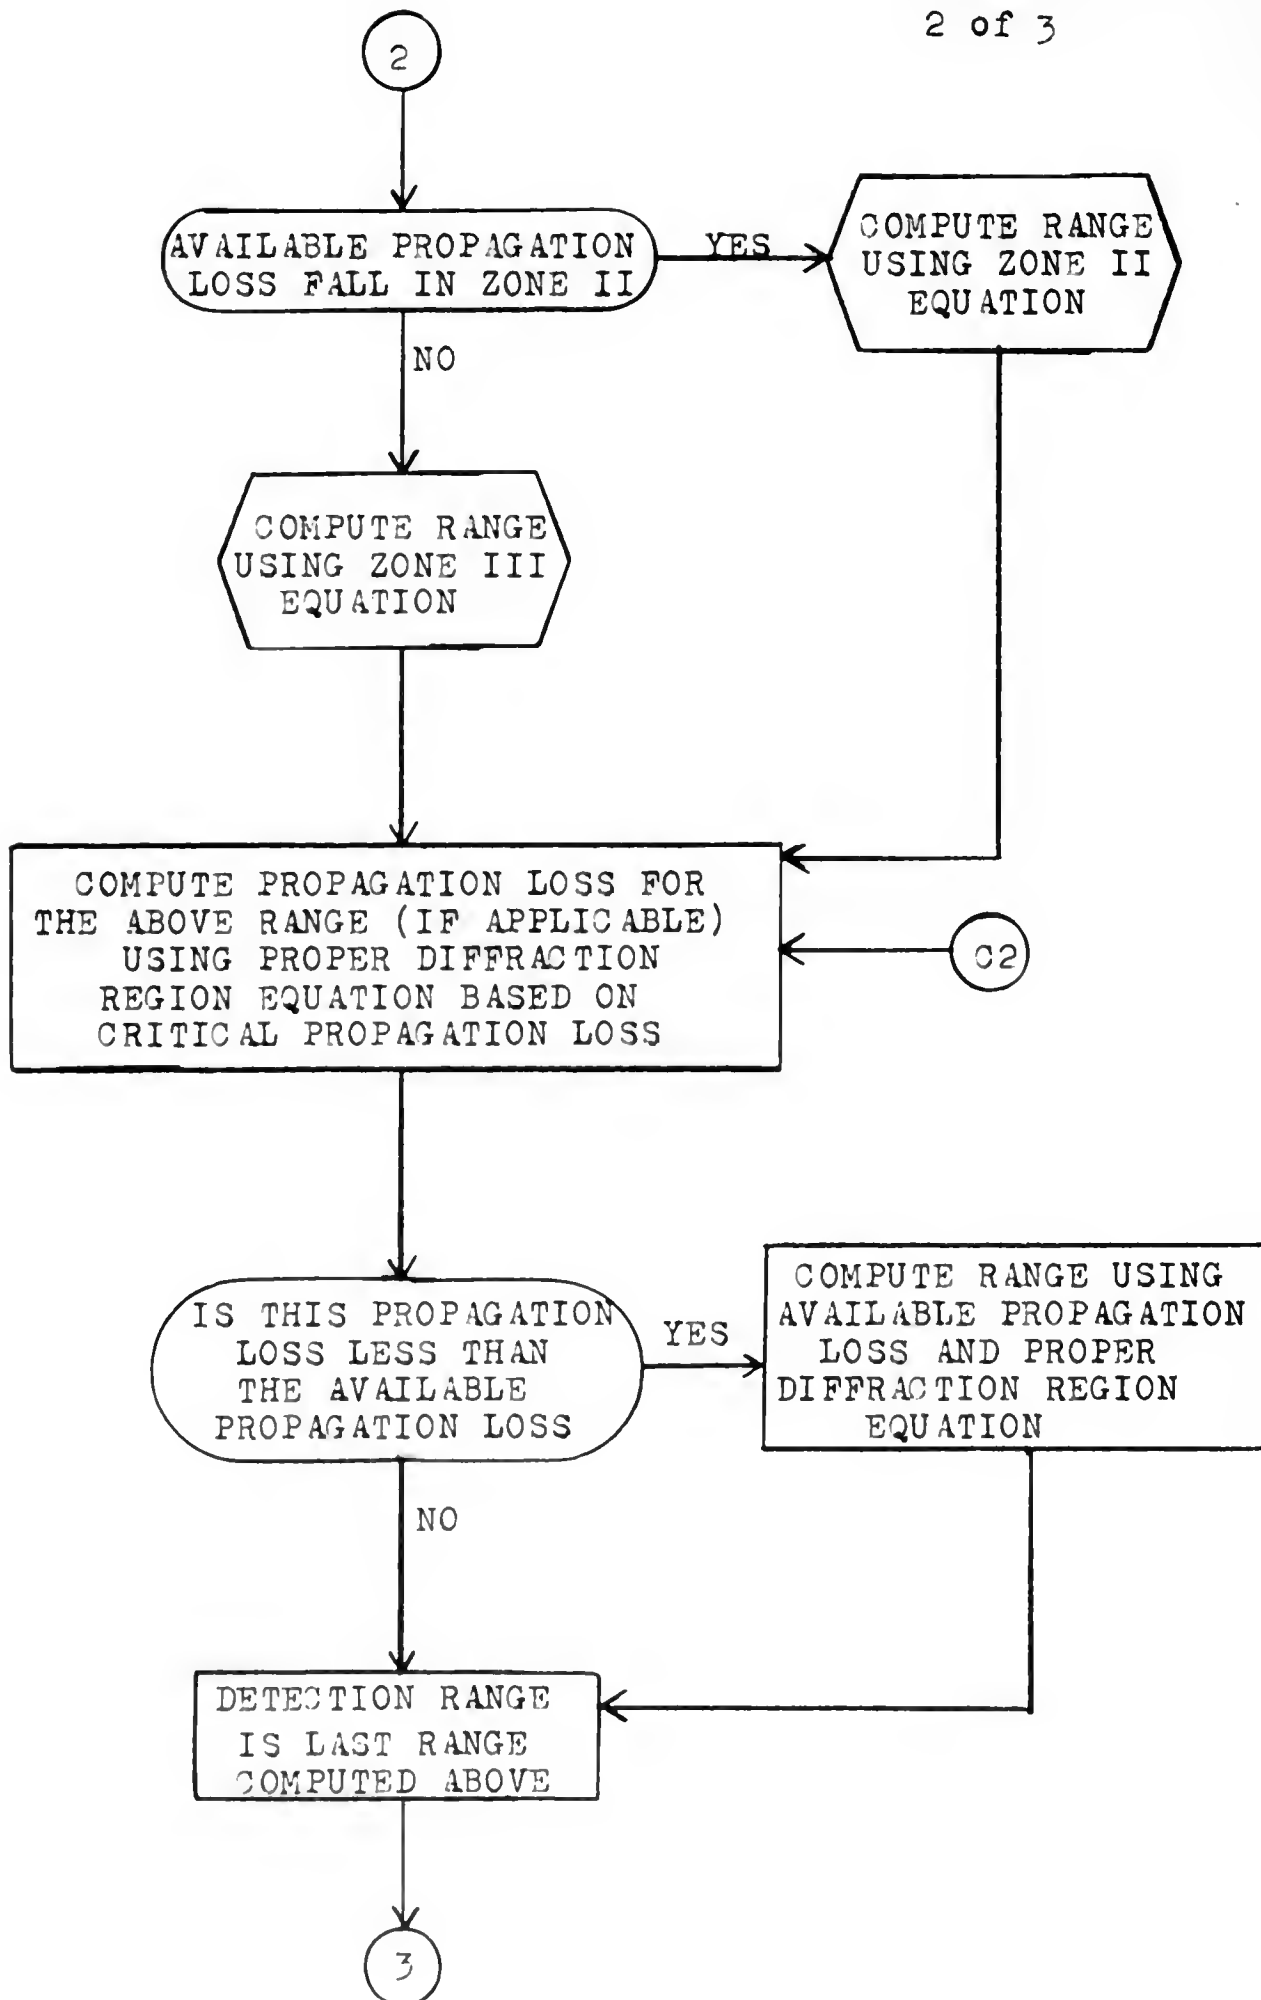 2 of 3
2
AVAILABLE PROPAGATION
LOSS FALL IN ZONE II
YES
COMPUTE RANGE
USING ZONE II
EQUATION
NO
COMPUTE RANGE
USING ZONE III
EQUATION
COMPUTE PROPAGATION LOSS FOR
THE ABOVE RANGE (IF APPLICABLE)
USING PROPER DIFFRACTION
REGION EQUATION BASED ON
CRITICAL PROPAGATION LOSS
C2
IS THIS PROPAGATION
LOSS LESS THAN
THE AVAILABLE
PROPAGATION LOSS
YES
COMPUTE RANGE USING
AVAILABLE PROPAGATION
LOSS AND PROPER
DIFFRACTION REGION
EQUATION
NO
DETECTION RANGE
IS LAST RANGE
COMPUTED ABOVE
3